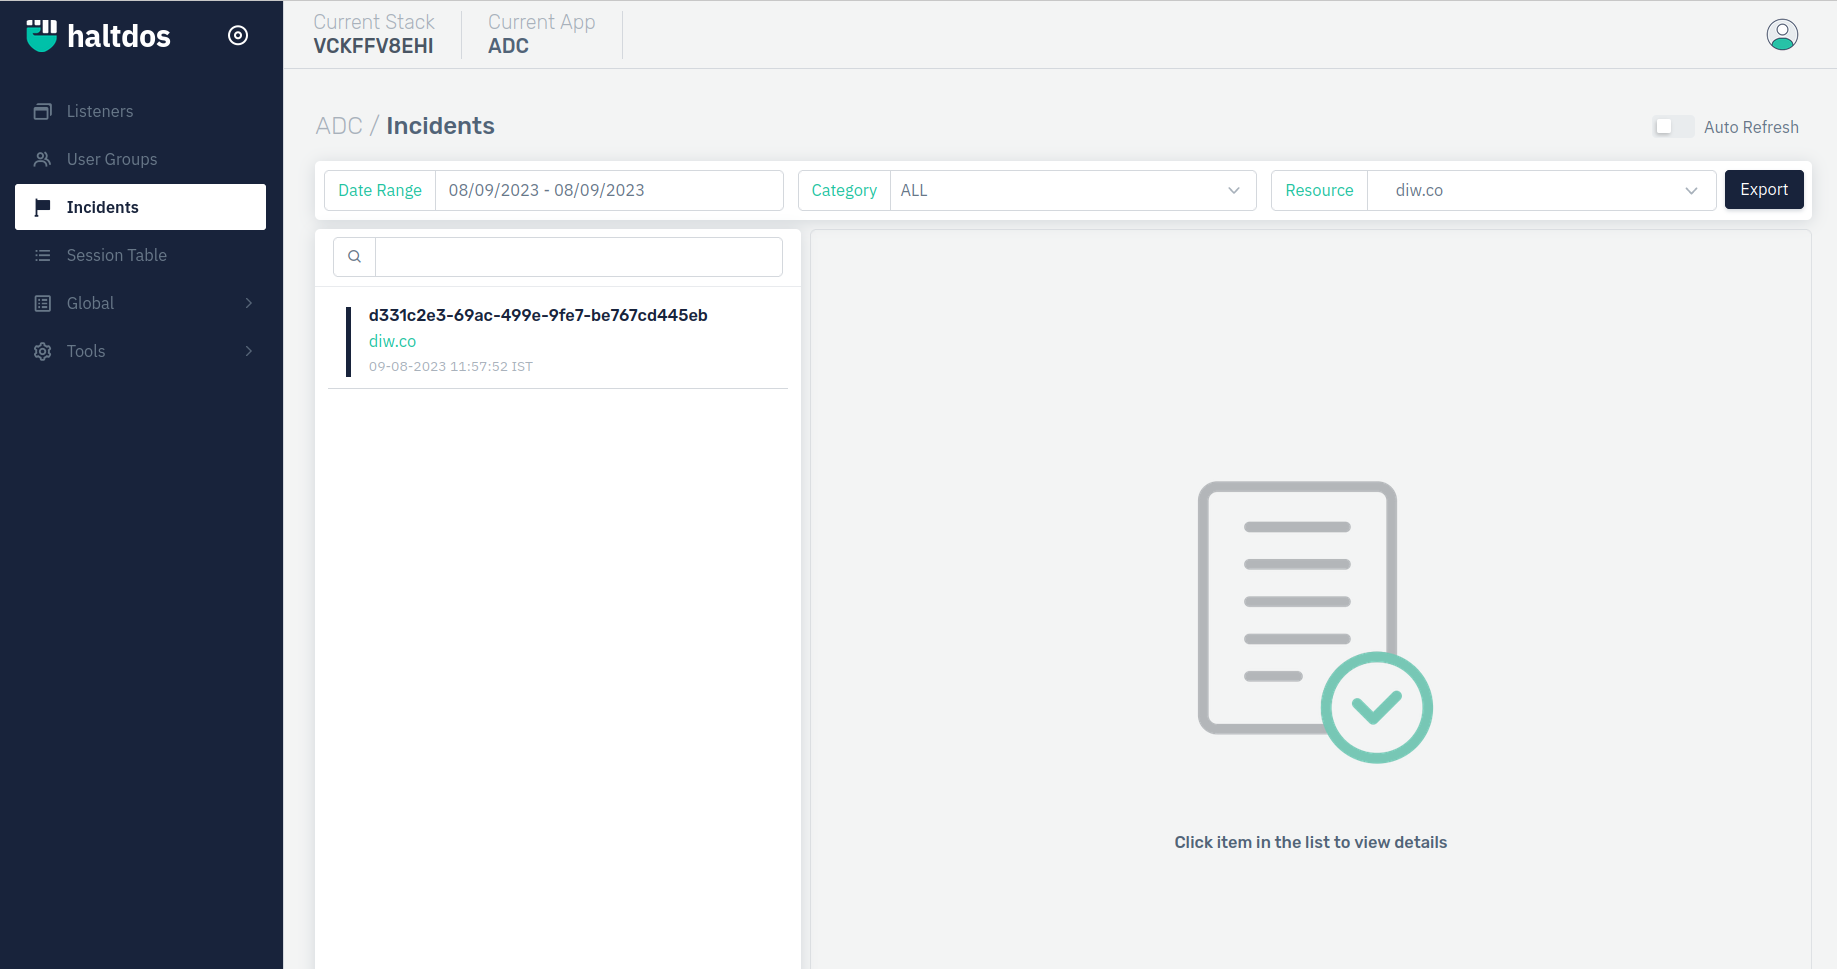 haltdos
Current Stack
VCKFFV8EHI
Current App
ADC
Listeners
User Groups
Incidents
Session Table
Global
Tools
ADC / Incidents
Auto Refresh
Date Range 08/09/2023 - 08/09/2023
Category ALL
Resource diw.co
Export
d331c2e3-69ac-499e-9fe7-be767cd445eb
diw.co
09-08-2023 11:57:52 IST
Click item in the list to view details